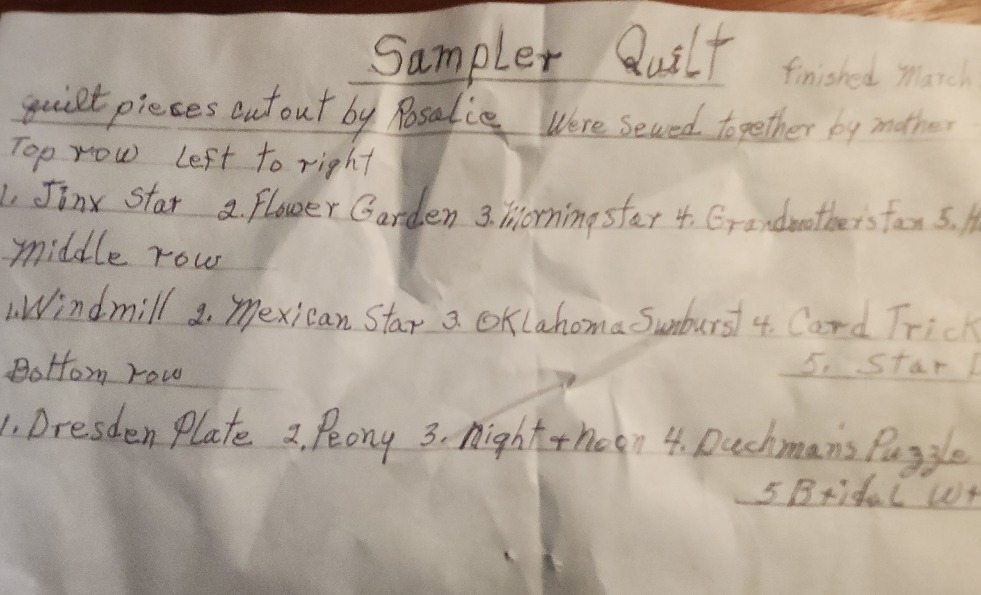 Sampler Quilt finished March
quilt pieces cut out by Rosalie Were sewed together by mother
Top row Left to right
1. Jinx Star 2. Flower Garden 3. Morning star 4. Grandmother's fan 5. H
middle row
1. Windmill 2. Mexican Star 3. Oklahoma Sunburst 4. Card Trick
5. Star
Bottom row
1. Dresden Plate 2. Peony 3. Night + Noon 4. Duchman's Puzzle
5 Bridal Wr